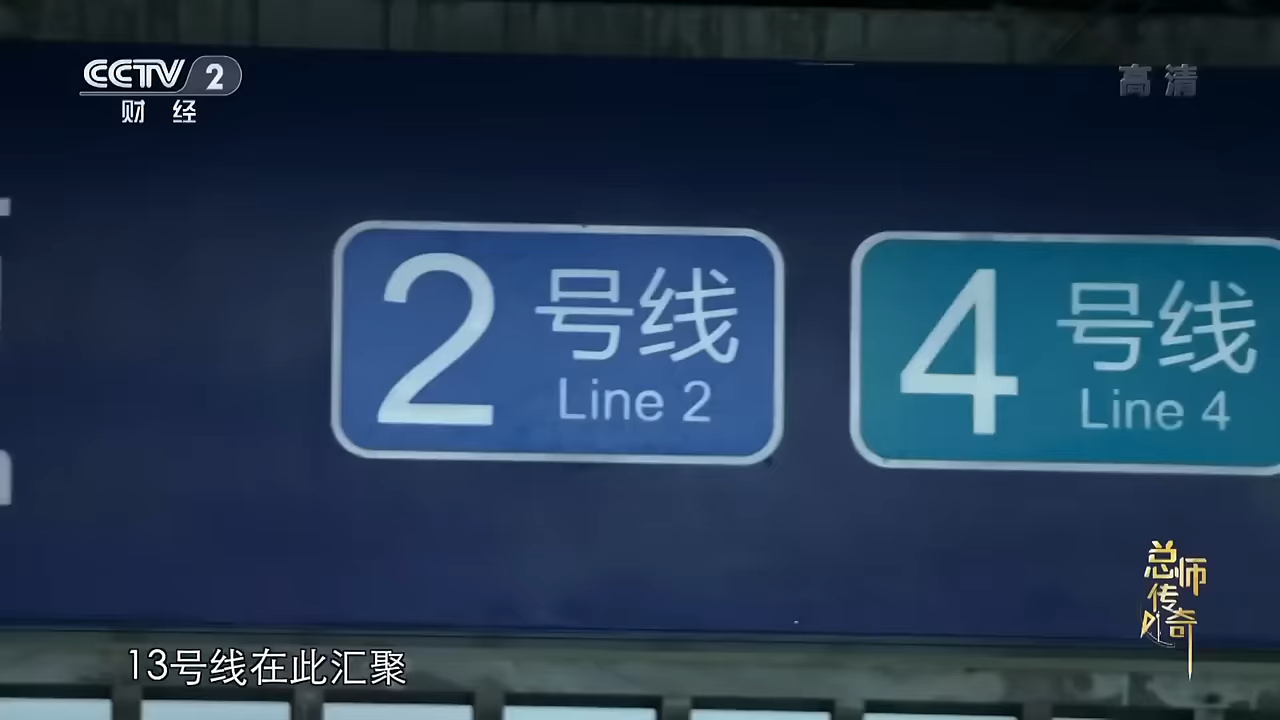 CCTV 2
财 经
高 清
2 号线
Line 2
4 号线
Line 4
总师
传奇
13号线在此汇聚